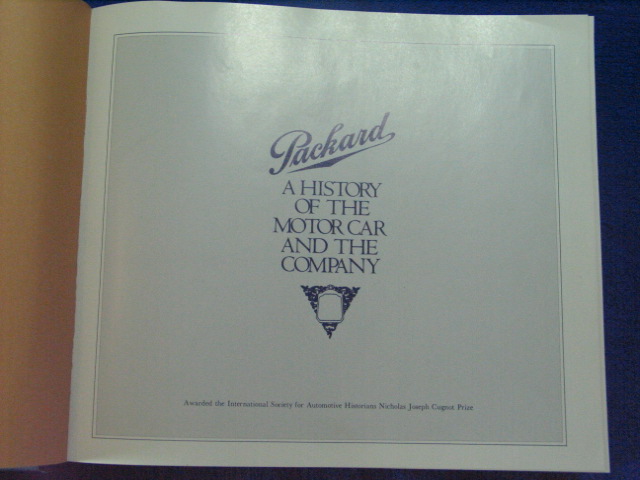 Packard
A HISTORY
OF THE
MOTOR CAR
AND THE
COMPANY
Awarded the International Society for Automotive Historians Nicholas Joseph Cugnot Prize